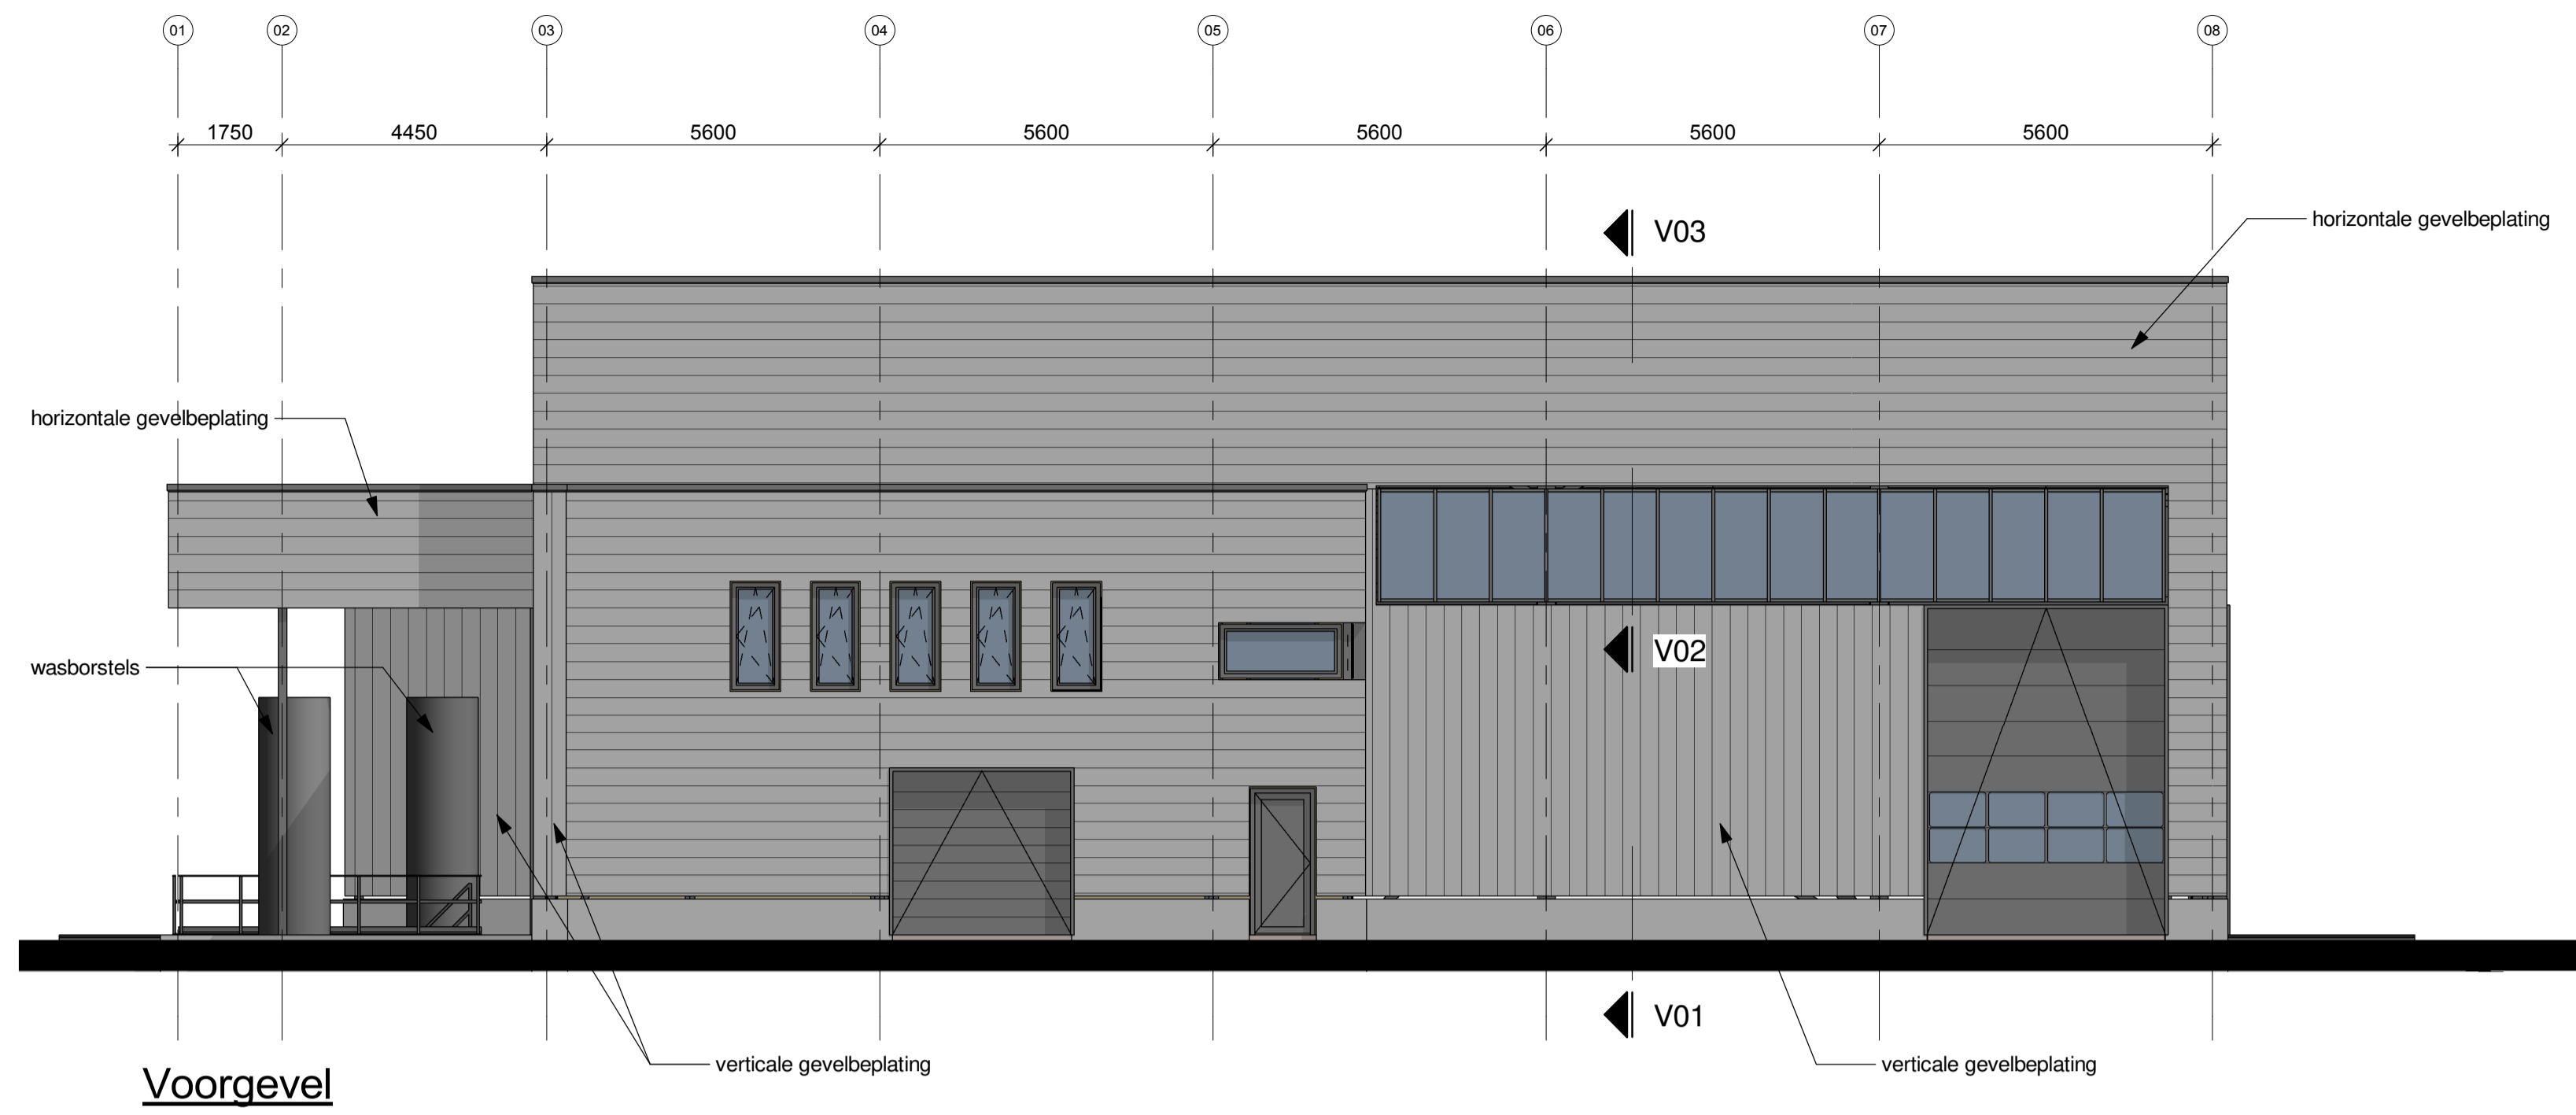 01 02 03 04 05 06 07 08
1750 4450 5600 5600 5600 5600 5600
horizontale gevelbeplating
V03
horizontale gevelbeplating
V02
wasborstels
V01
verticale gevelbeplating
verticale gevelbeplating
Voorgevel